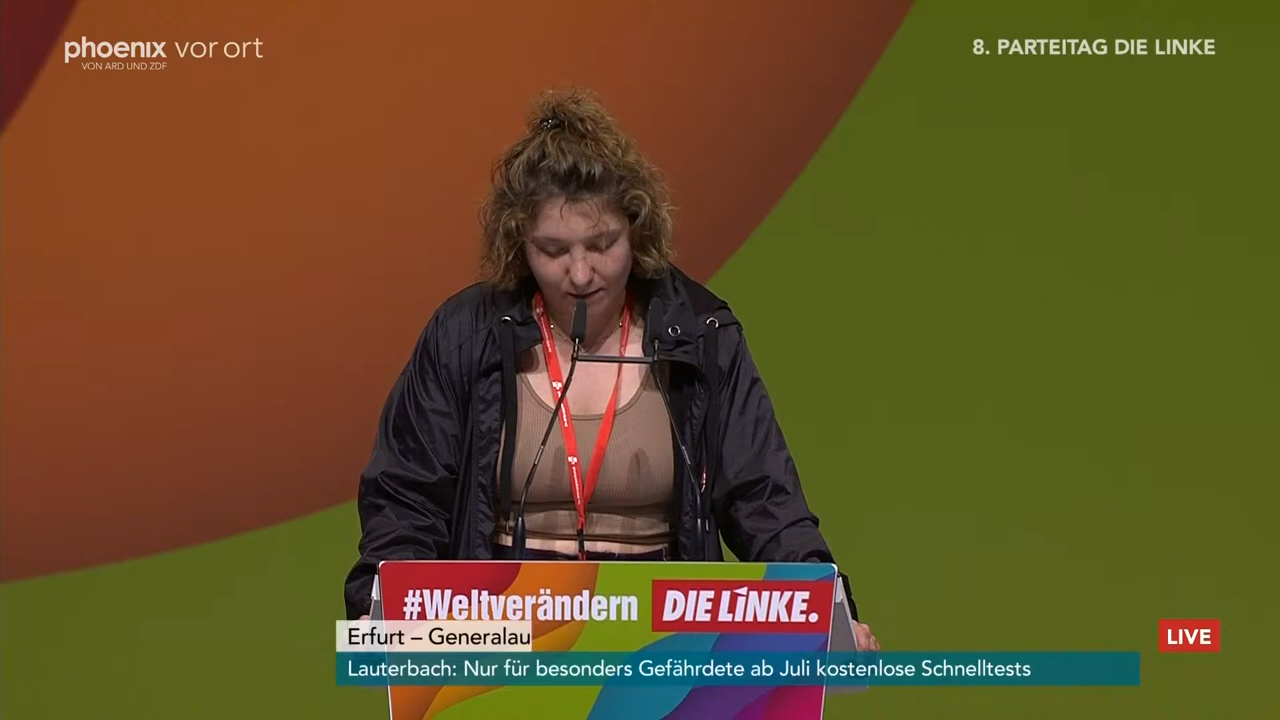 phoenix vor ort
VON ARD UND ZDF
8. PARTEITAG DIE LINKE
#Weltverändern
DIE LINKE.
Erfurt – Generalau
LIVE
Lauterbach: Nur für besonders Gefährdete ab Juli kostenlose Schnelltests